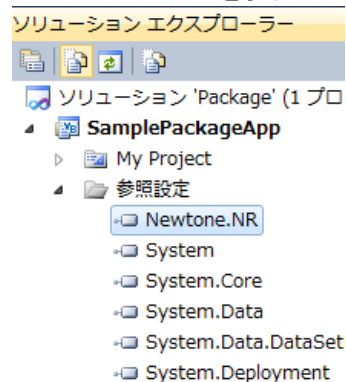 ソリューション エクスプローラー
ソリューション 'Package' (1 プロ
SamplePackageApp
My Project
参照設定
Newtone.NR
System
System.Core
System.Data
System.Data.DataSet
System.Deployment